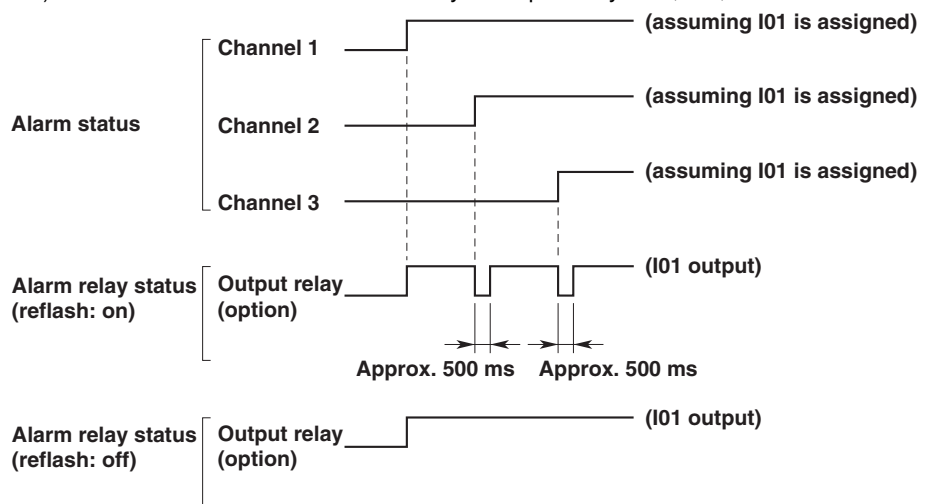 (assuming I01 is assigned)
Channel 1
(assuming I01 is assigned)
Alarm status
Channel 2
(assuming I01 is assigned)
Channel 3
(I01 output)
Alarm relay status
(reflash: on)
Output relay
(option)
Approx. 500 ms Approx. 500 ms
(I01 output)
Alarm relay status
(reflash: off)
Output relay
(option)